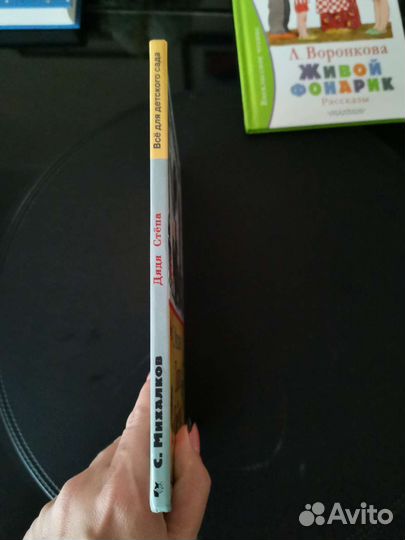 Л. Воронкова
ЖИВОЙ
ФОНАРИК
Рассказы
С. МИХАЛКОВ
Дядя Стёпа
Всё для детского сада
Avito